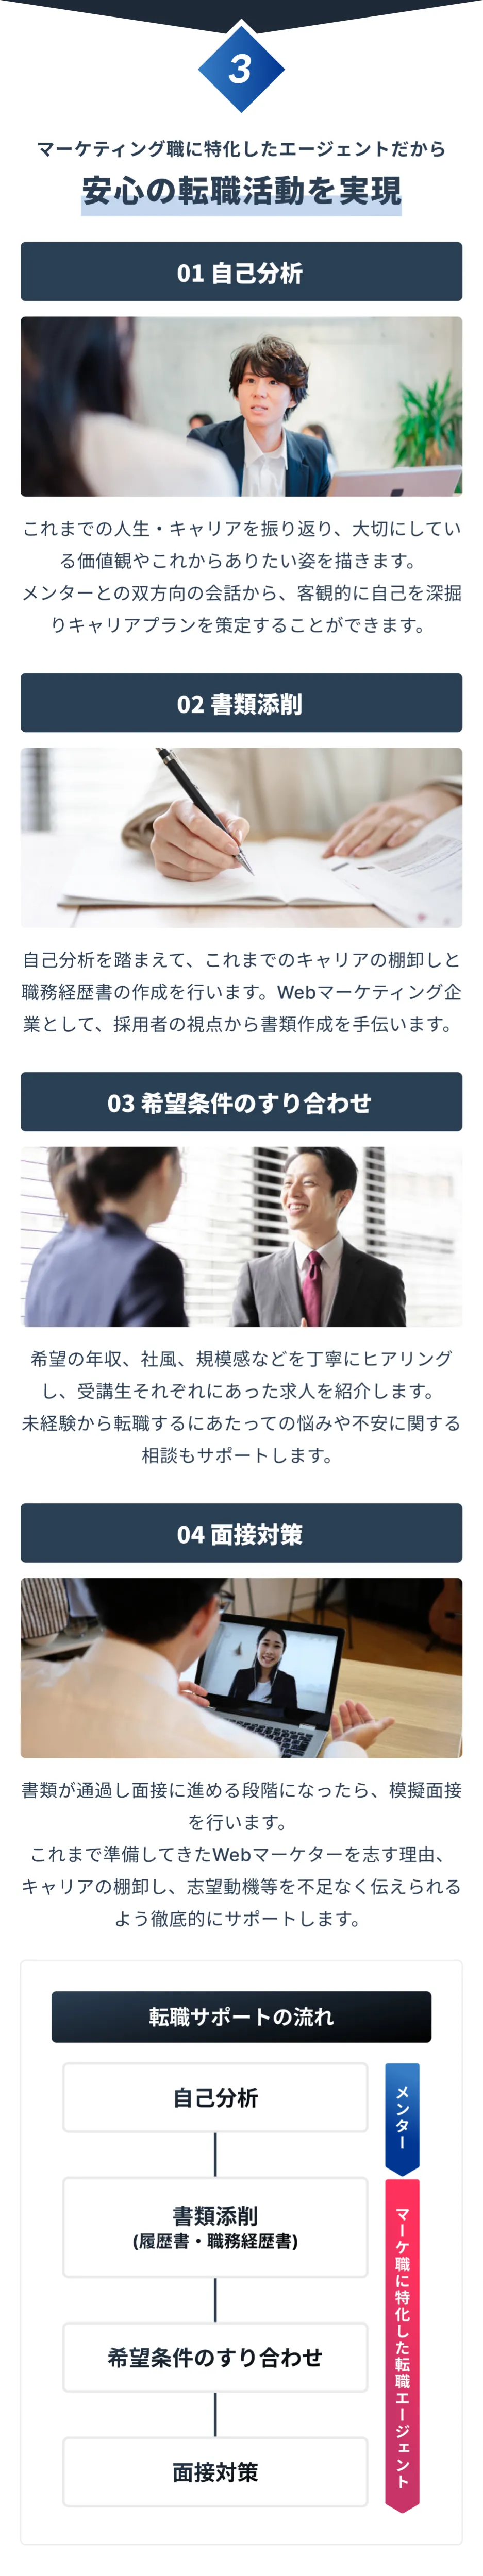 3
マーケティング職に特化したエージェントだから
安心の転職活動を実現
01 自己分析
これまでの人生・キャリアを振り返り、大切にしてい
る価値観やこれからありたい姿を描きます。
メンターとの双方向の会話から、客観的に自己を深掘
りキャリアプランを策定することができます。
02 書類添削
自己分析を踏まえて、これまでのキャリアの棚卸しと
職務経歴書の作成を行います。Webマーケティング企
業として、採用者の視点から書類作成を手伝います。
03 希望条件のすり合わせ
希望の年収、社風、規模感などを丁寧にヒアリング
し、受講生それぞれにあった求人を紹介します。
未経験から転職するにあたっての悩みや不安に関する
相談もサポートします。
04 面接対策
書類が通過し面接に進める段階になったら、模擬面接
を行います。
これまで準備してきたWebマーケターを志す理由、
キャリアの棚卸し、志望動機等を不足なく伝えられる
よう徹底的にサポートします。
転職サポートの流れ
自己分析
書類添削
(履歴書・職務経歴書)
希望条件のすり合わせ
面接対策
メンター
マーケ職に特化した転職エージェント